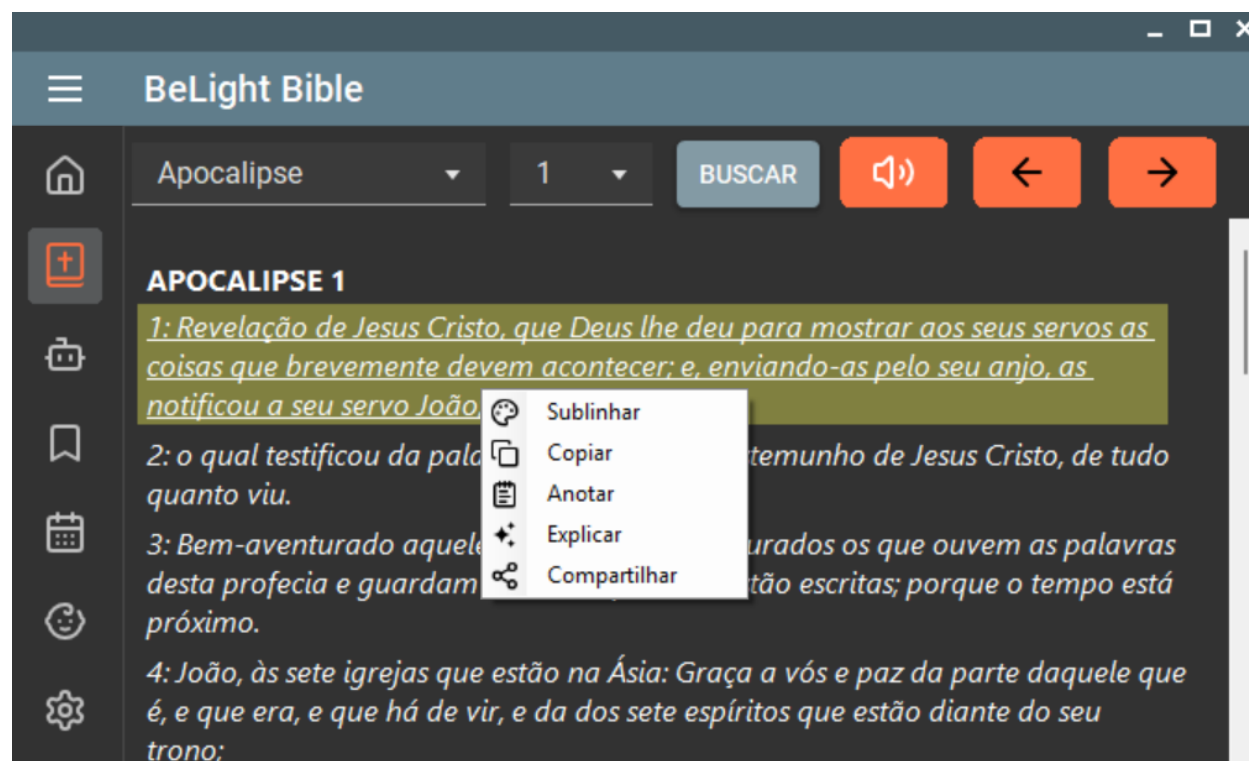 BeLight Bible
Apocalipse
1
BUSCAR
APOCALIPSE 1
1: Revelação de Jesus Cristo, que Deus lhe deu para mostrar aos seus servos as
coisas que brevemente devem acontecer; e, enviando-as pelo seu anjo, as
notificou a seu servo João,
Sublinhar
Copiar
Anotar
Explicar
Compartilhar
2: o qual testificou da temunho de Jesus Cristo, de tudo
quanto viu.
3: Bem-aventurado urados os que ouvem as palavras
desta profecia e guardam tão escritas; porque o tempo está
próximo.
4: João, às sete igrejas que estão na Ásia: Graça a vós e paz da parte daquele que
é, e que era, e que há de vir, e da dos sete espíritos que estão diante do seu
trono;